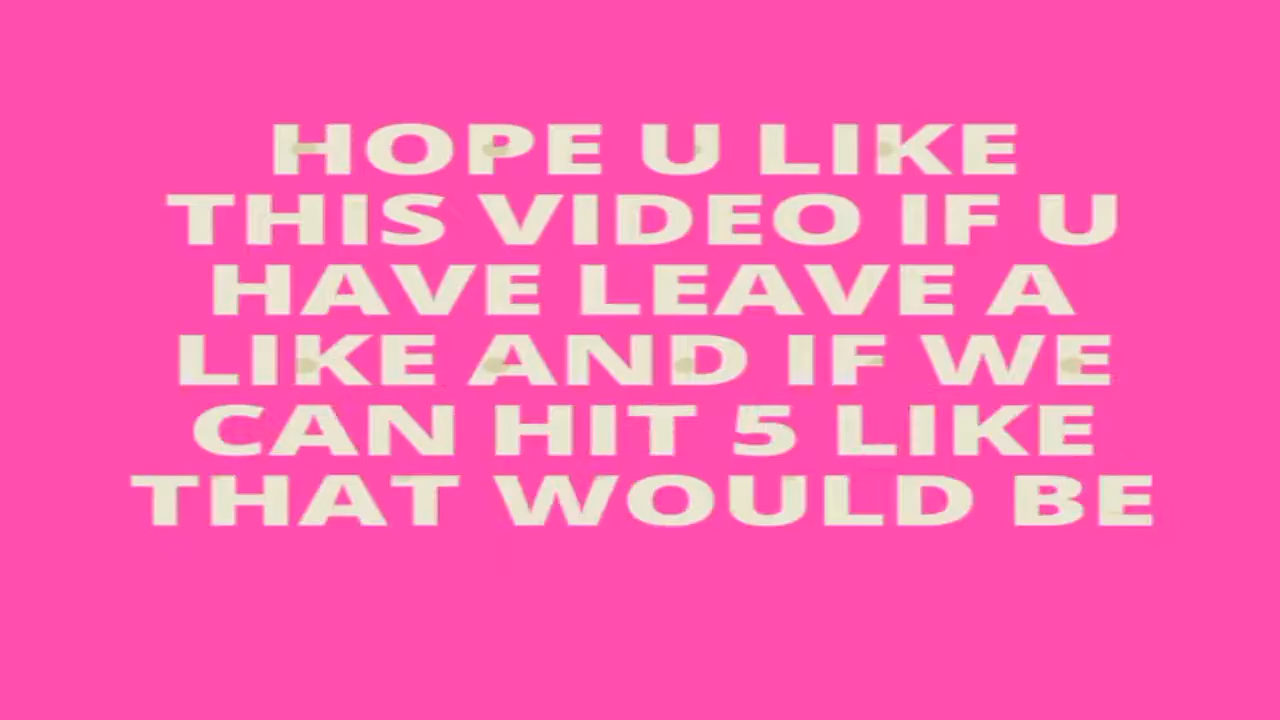 HOPE U LIKE
THIS VIDEO IF U
HAVE LEAVE A
LIKE AND IF WE
CAN HIT 5 LIKE
THAT WOULD BE